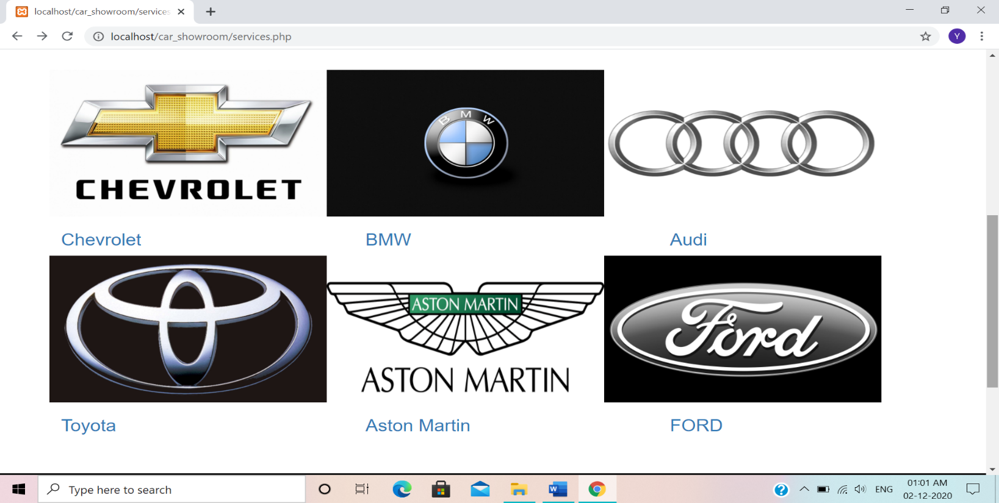 localhost/car_showroom/services
localhost/car_showroom/services.php
Y
CHEVROLET
B M W
Chevrolet
BMW
Audi
ASTON MARTIN
ASTON MARTIN
Ford
Toyota
Aston Martin
FORD
Type here to search
W
ENG
01:01 AM
02-12-2020